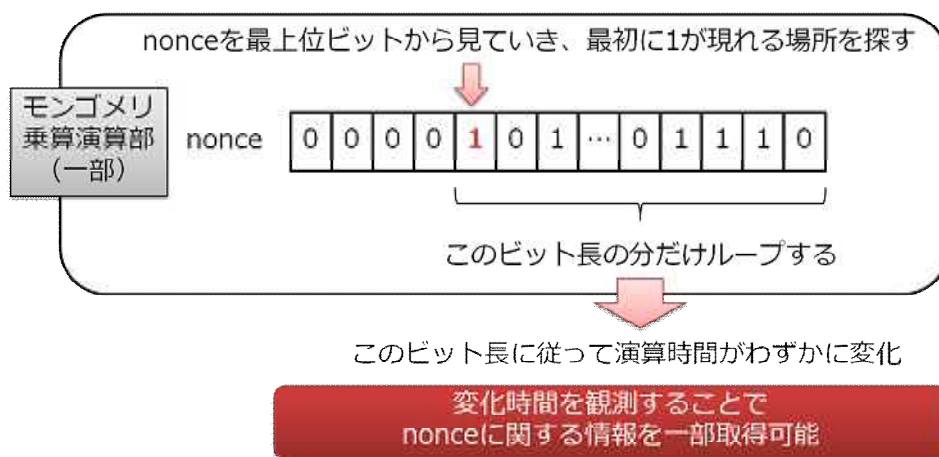 nonceを最上位ビットから見ていき、最初に1が現れる場所を探す
モンゴメリ
乗算演算部
（一部）
nonce 0 0 0 0 1 0 1 … 0 1 1 1 0
このビット長の分だけループする
このビット長に従って演算時間がわずかに変化
変化時間を観測することで
nonceに関する情報を一部取得可能